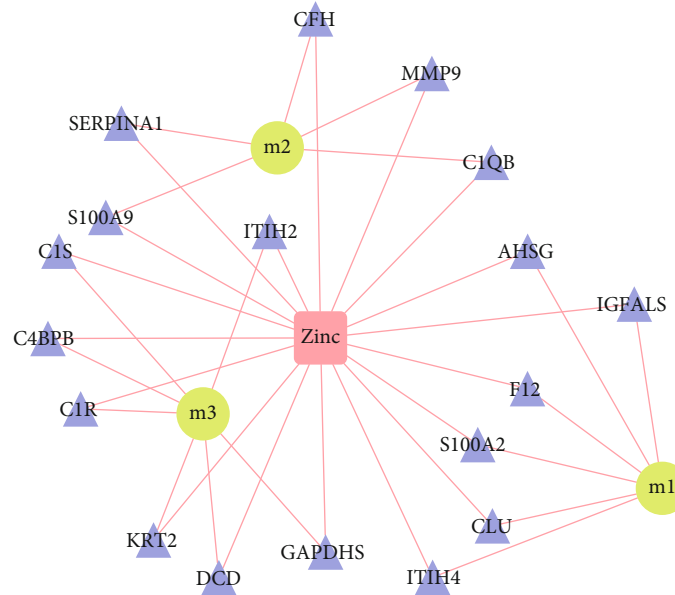 CFH
MMP9
SERPINA1
m2
C1QB
S100A9
ITIH2
C1S
AHSG
IGFALS
Zinc
C4BPB
F12
C1R
m3
S100A2
m1
CLU
KRT2
GAPDHS
DCD
ITIH4